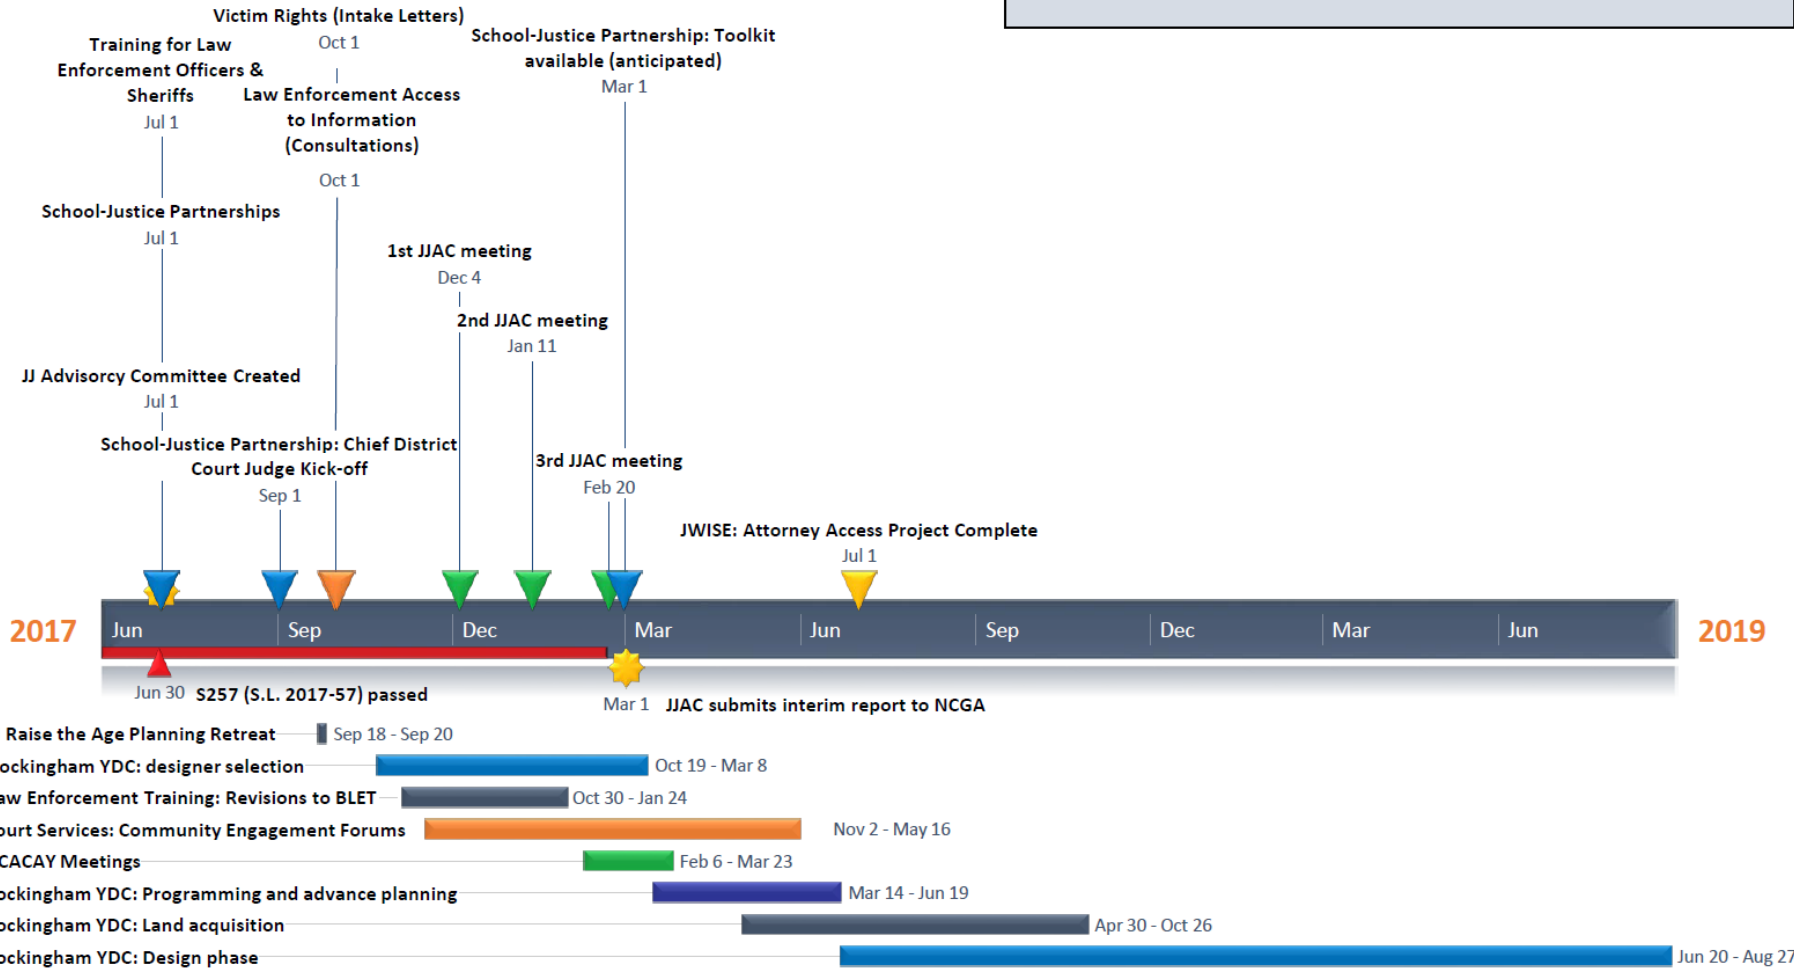 Victim Rights (Intake Letters)
Oct 1
Training for Law
Enforcement Officers &
Sheriffs
Jul 1
Law Enforcement Access
to Information
(Consultations)
Oct 1
School-Justice Partnership: Toolkit
available (anticipated)
Mar 1
School-Justice Partnerships
Jul 1
1st JJAC meeting
Dec 4
2nd JJAC meeting
Jan 11
JJ Advisorcy Committee Created
Jul 1
School-Justice Partnership: Chief District
Court Judge Kick-off
Sep 1
3rd JJAC meeting
Feb 20
JWISE: Attorney Access Project Complete
Jul 1
2017 Jun Sep Dec Mar Jun Sep Dec Mar Jun 2019
Jun 30 S257 (S.L. 2017-57) passed
Mar 1 JJAC submits interim report to NCGA
Raise the Age Planning Retreat Sep 18 - Sep 20
ockingham YDC: designer selection Oct 19 - Mar 8
aw Enforcement Training: Revisions to BLET Oct 30 - Jan 24
ourt Services: Community Engagement Forums Nov 2 - May 16
CACAY Meetings Feb 6 - Mar 23
ockingham YDC: Programming and advance planning Mar 14 - Jun 19
ockingham YDC: Land acquisition Apr 30 - Oct 26
ockingham YDC: Design phase Jun 20 - Aug 27